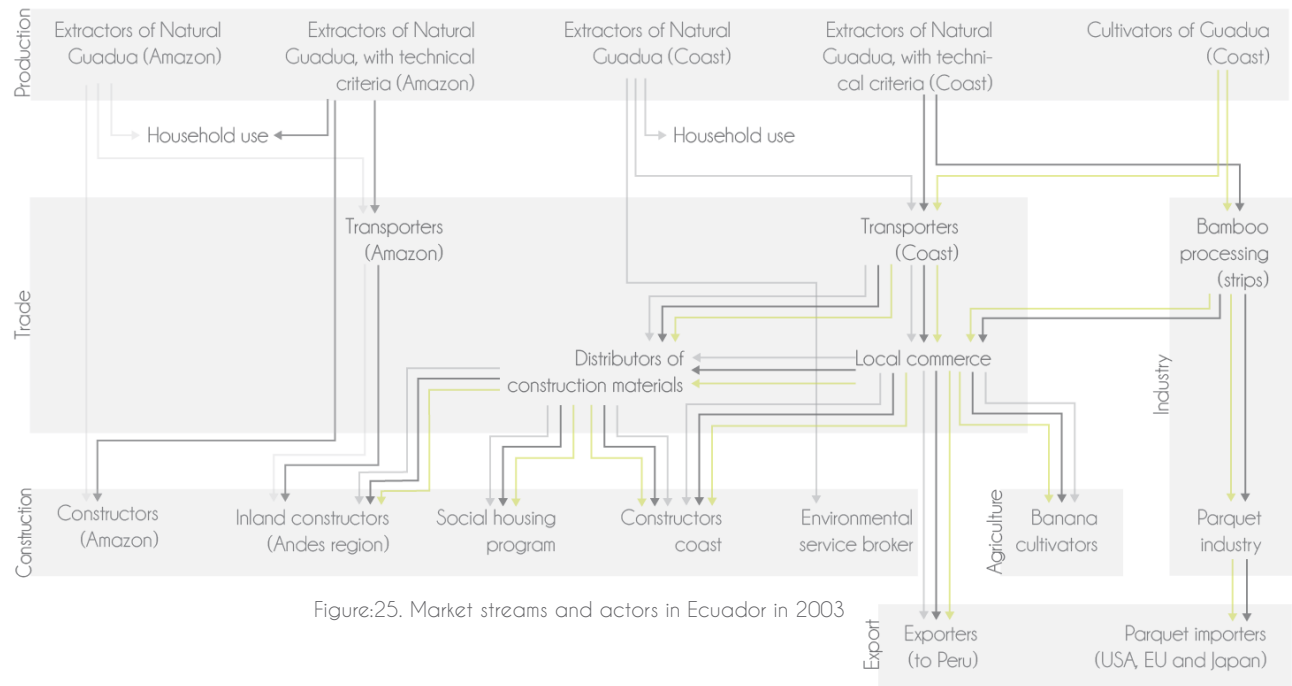 Production
Extractors of Natural
Guadua (Amazon)
Extractors of Natural
Guadua, with technical
criteria (Amazon)
Extractors of Natural
Guadua (Coast)
Extractors of Natural
Guadua, with techni-
cal criteria (Coast)
Cultivators of Guadua
(Coast)
Household use
Household use
Trade
Transporters
(Amazon)
Transporters
(Coast)
Bamboo
processing
(strips)
Distributors of
construction materials
Local commerce
Industry
Construction
Constructors
(Amazon)
Inland constructors
(Andes region)
Social housing
program
Constructors
coast
Environmental
service broker
Agriculture
Banana
cultivators
Parquet
industry
Figure:25. Market streams and actors in Ecuador in 2003
Export
Exporters
(to Peru)
Parquet importers
(USA, EU and Japan)